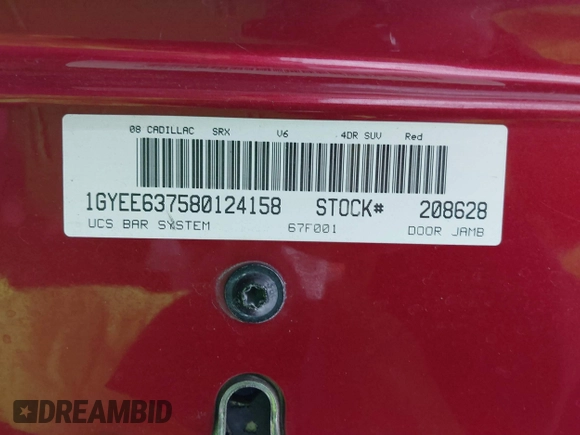 08 CADILLAC SRX V6 4DR SUV Red
1GYEE637580124158 STOCK# 208628
UCS BAR SYSTEM 67F001 DOOR JAMB
DREAMBID